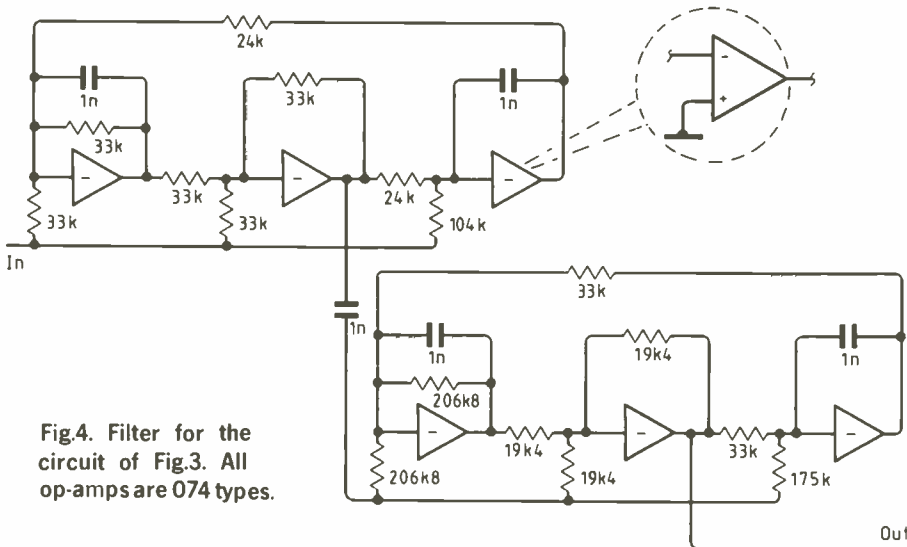 24k
1n
33k
1n
33k
-
+
-
33k
-
24k
-
33k
33k
104k
In
33k
1n
1n
19k4
1n
206k8
-
19k4
-
33k
-
206k8
19k4
175k
Fig.4. Filter for the
circuit of Fig.3. All
op-amps are 074 types.
Out